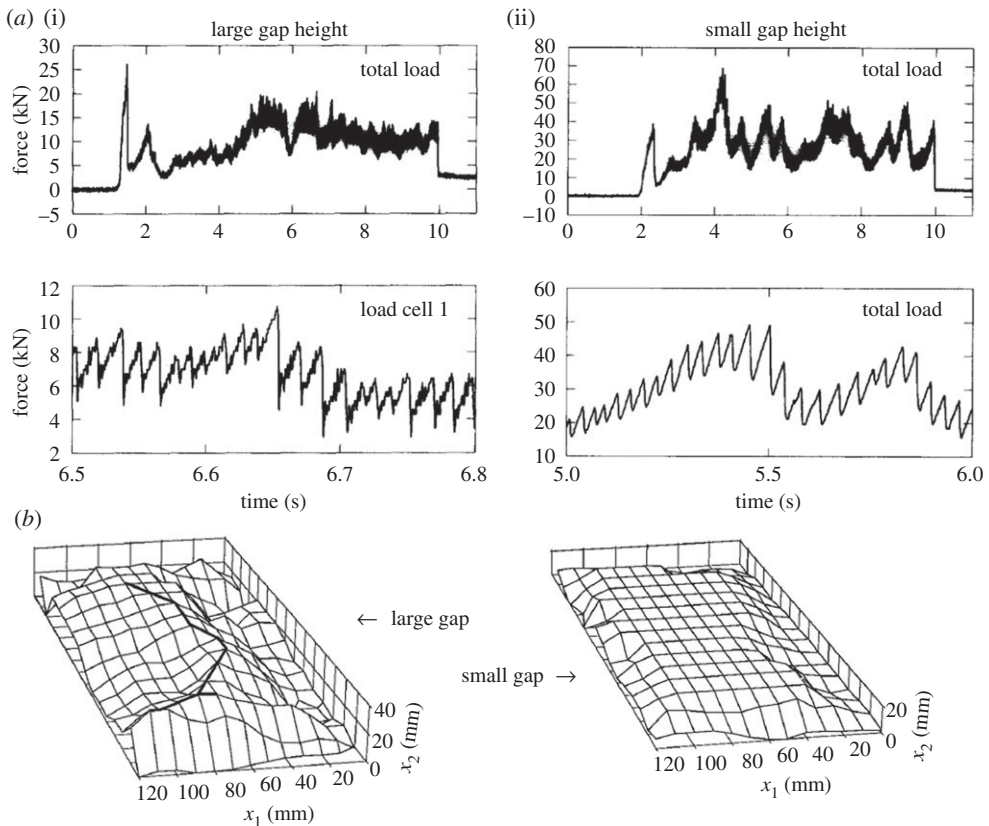 (a) (i)
large gap height
total load
force (kN)
30
25
20
15
10
5
0
−5
0 2 4 6 8 10
(ii)
small gap height
total load
80
70
60
50
40
30
20
10
0
−10
0 2 4 6 8 10
load cell 1
force (kN)
12
10
8
6
4
2
6.5 6.6 6.7 6.8
time (s)
total load
60
50
40
30
20
10
5.0 5.5 6.0
time (s)
(b)
← large gap
small gap →
40
20
0
x2 (mm)
120 100 80 60 40 20
x1 (mm)
20
0
x2 (mm)
120 100 80 60 40 20
x1 (mm)